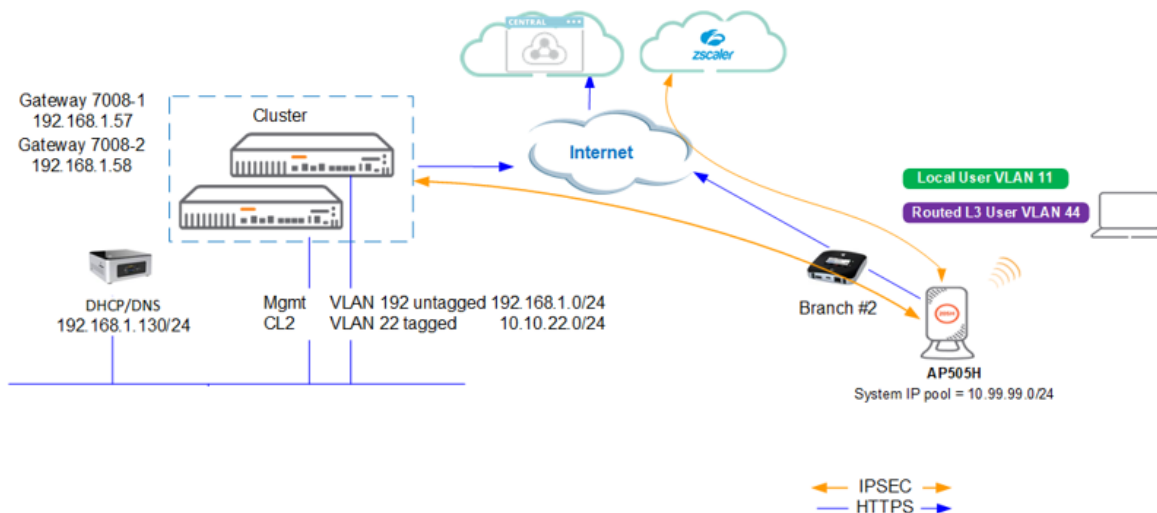 CENTRAL
zscaler
Gateway 7008-1
192.168.1.57
Gateway 7008-2
192.168.1.58
Cluster
Internet
Local User VLAN 11
Routed L3 User VLAN 44
Branch #2
DHCP/DNS
192.168.1.130/24
Mgmt VLAN 192 untagged 192.168.1.0/24
CL2 VLAN 22 tagged 10.10.22.0/24
AP505H
System IP pool = 10.99.99.0/24
IPSEC
HTTPS